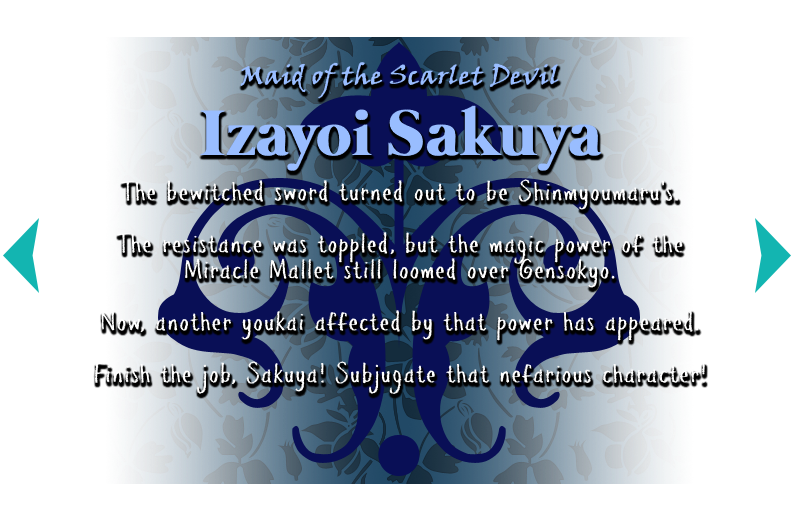 Maid of the Scarlet Devil
Izayoi Sakuya
The bewitched sword turned out to be Shinmyoumaru's.
The resistance was toppled, but the magic power of the
Miracle Mallet still loomed over Gensokyo.
Now, another youkai affected by that power has appeared.
Finish the job, Sakuya! Subjugate that nefarious character!